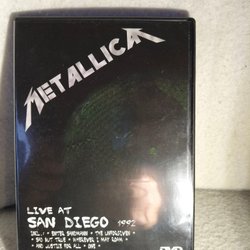 METALLICA
LIVE AT
SAN DIEGO 1992
INCL.: • ENTER SANDMANN • THE UNFORGIVEN •
• SAD BUT TRUE • WHEREVER I MAY ROAM •
• AND JUSTICE FOR ALL • ONE •
DVD